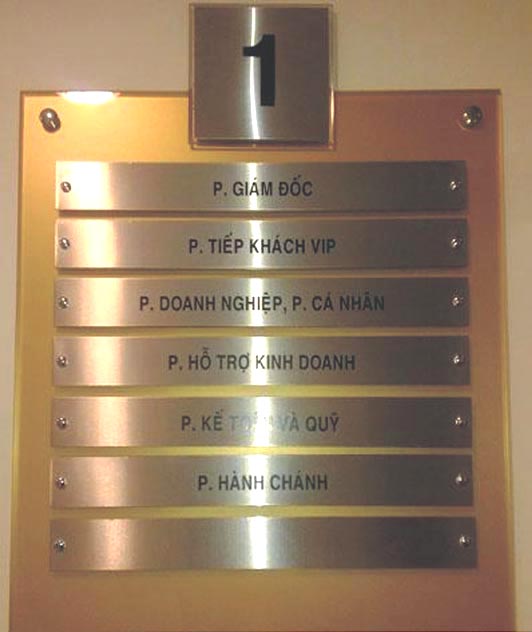 1
P. GIÁM ĐỐC
P. TIẾP KHÁCH VIP
P. DOANH NGHIỆP, P. CÁ NHÂN
P. HỖ TRỢ KINH DOANH
P. KẾ TOÁN VÀ QUỸ
P. HÀNH CHÁNH